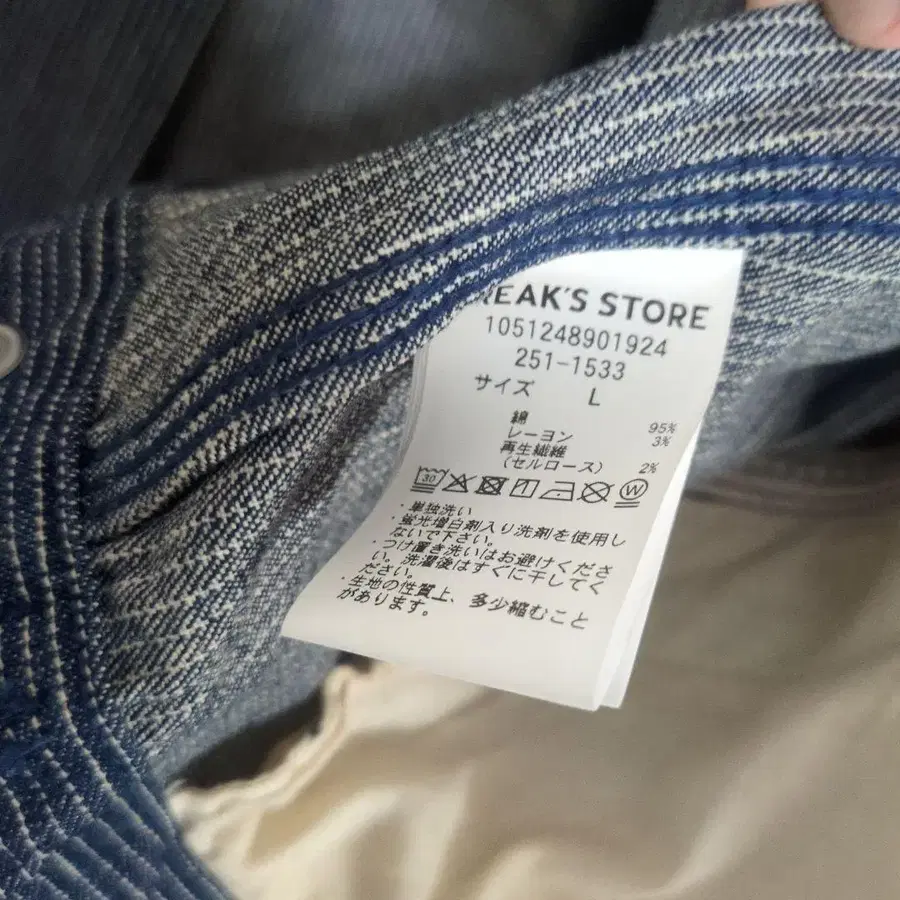 REAK'S STORE
1051248901924
251-1533
サイズ L
綿 95%
レーヨン 3%
再生繊維
(セルロース) 2%
30 W
・単独洗い
・蛍光増白剤入り洗剤を使用し
ないで下さい。
・つけ置き洗いはお避けくださ
い。洗濯後はすぐに干してく
ださい。
・生地の性質上、多少縮むこと
があります。